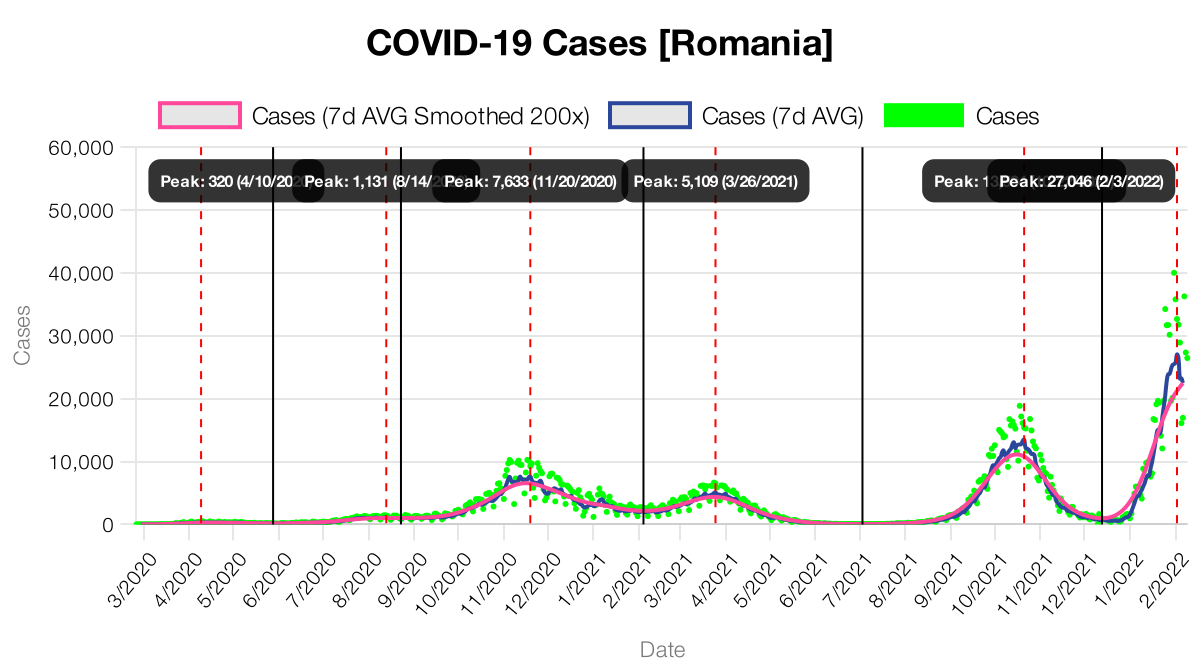 COVID-19 Cases [Romania]
Cases (7d AVG Smoothed 200x) Cases (7d AVG) Cases
60,000
50,000
40,000
30,000
20,000
10,000
0
Cases
Peak: 320 (4/10/20 Peak: 1,131 (8/14/ Peak: 7,633 (11/20/2020) Peak: 5,109 (3/26/2021) Peak: Peak: 27,046 (2/3/2022)
3/2020 4/2020 5/2020 6/2020 7/2020 8/2020 9/2020 10/2020 11/2020 12/2020 1/2021 2/2021 3/2021 4/2021 5/2021 6/2021 7/2021 8/2021 9/2021 10/2021 11/2021 12/2021 1/2022 2/2022
Date